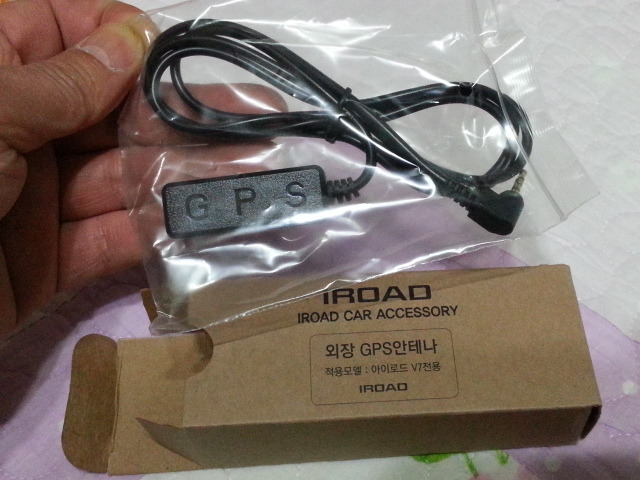 GPS
IROAD
IROAD CAR ACCESSORY
외장 GPS안테나
적용모델 : 아이로드 V7전용
IROAD